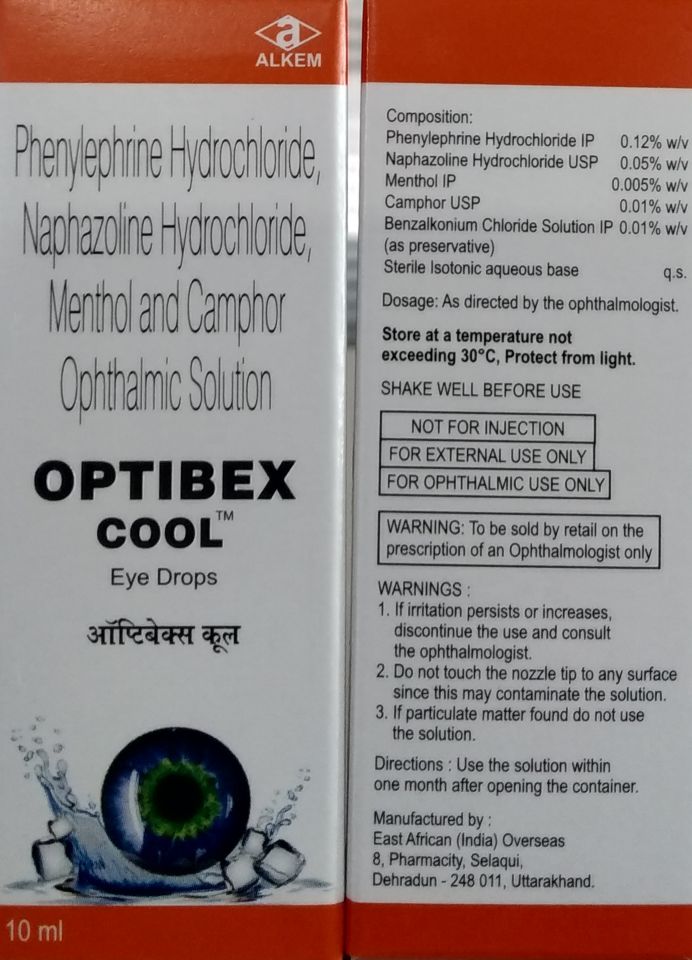 ALKEM
Phenylephrine Hydrochloride,
Naphazoline Hydrochloride,
Menthol and Camphor
Ophthalmic Solution
OPTIBEX
COOL™
Eye Drops
ऑप्टिबेक्स कूल
10 ml
Composition:
Phenylephrine Hydrochloride IP 0.12% w/v
Naphazoline Hydrochloride USP 0.05% w/v
Menthol IP 0.005% w/v
Camphor USP 0.01% w/v
Benzalkonium Chloride Solution IP 0.01% w/v
(as preservative)
Sterile Isotonic aqueous base q.s.
Dosage: As directed by the ophthalmologist.
Store at a temperature not
exceeding 30°C, Protect from light.
SHAKE WELL BEFORE USE
NOT FOR INJECTION
FOR EXTERNAL USE ONLY
FOR OPHTHALMIC USE ONLY
WARNING: To be sold by retail on the
prescription of an Ophthalmologist only
WARNINGS :
1. If irritation persists or increases,
discontinue the use and consult
the ophthalmologist.
2. Do not touch the nozzle tip to any surface
since this may contaminate the solution.
3. If particulate matter found do not use
the solution.
Directions : Use the solution within
one month after opening the container.
Manufactured by :
East African (India) Overseas
8, Pharmacity, Selaqui,
Dehradun - 248 011, Uttarakhand.